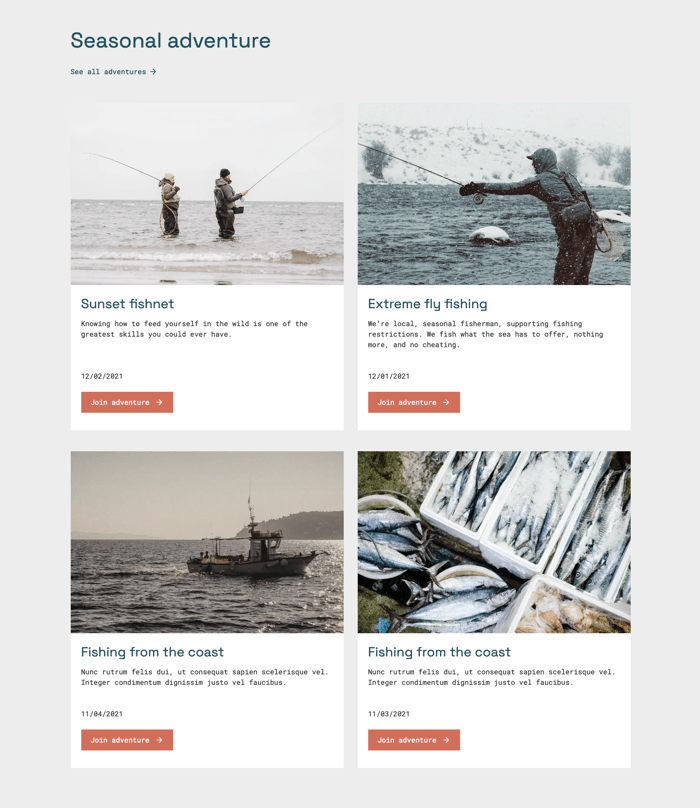 Seasonal adventure
See all adventures →
Sunset fishnet
Knowing how to feed yourself in the wild is one of the
greatest skills you could ever have.
12/02/2021
Join adventure →
Extreme fly fishing
We're local, seasonal fisherman, supporting fishing
restrictions. We fish what the sea has to offer, nothing
more, and no cheating.
12/01/2021
Join adventure →
Fishing from the coast
Nunc rutrum felis dui, ut consequat sapien scelerisque vel.
Integer condimentum dignissim justo vel faucibus.
11/04/2021
Join adventure →
Fishing from the coast
Nunc rutrum felis dui, ut consequat sapien scelerisque vel.
Integer condimentum dignissim justo vel faucibus.
11/03/2021
Join adventure →